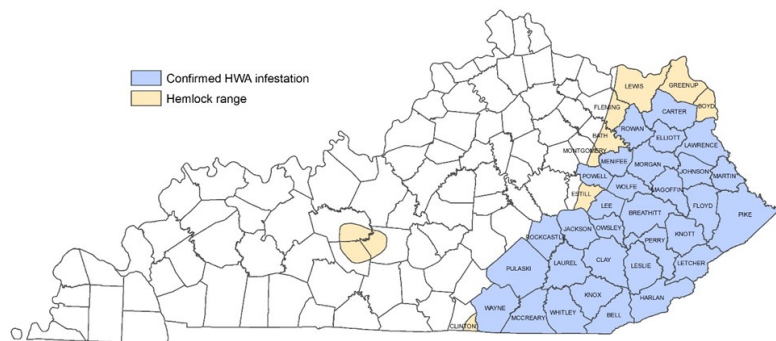 Confirmed HWA infestation
Hemlock range
LEWIS
GREENUP
BOYD
FLEMING
CARTER
BATH
ROWAN
ELLIOTT
LAWRENCE
MONTGOMERY
MENIFEE
MORGAN
JOHNSON
MARTIN
POWELL
WOLFE
MAGOFFIN
ESTILL
LEE
FLOYD
PIKE
BREATHITT
JACKSON
OWSLEY
KNOTT
ROCKCASTLE
PERRY
PULASKI
LAUREL
CLAY
LESLIE
LETCHER
KNOX
HARLAN
WAYNE
WHITLEY
BELL
MCCREARY
CLINTON